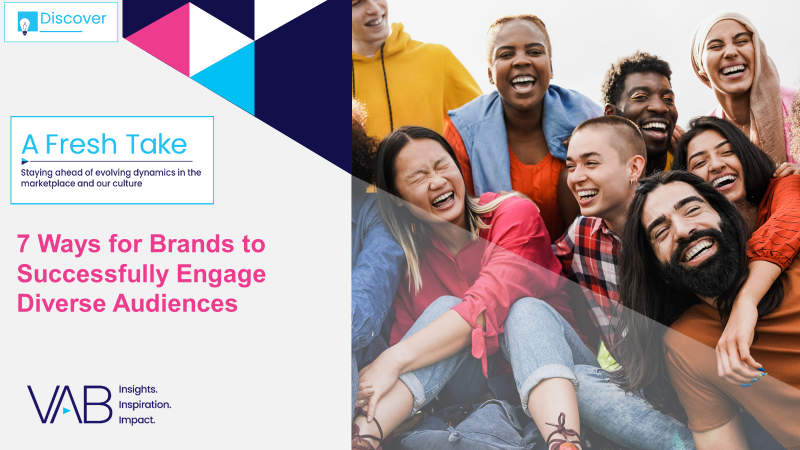 Discover
A Fresh Take
Staying ahead of evolving dynamics in the
marketplace and our culture
7 Ways for Brands to
Successfully Engage
Diverse Audiences
VAB
Insights.
Inspiration.
Impact.